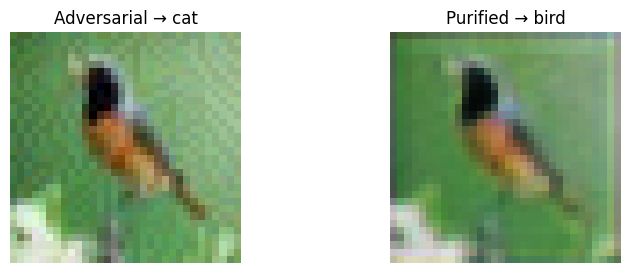 Adversarial → cat
Purified → bird